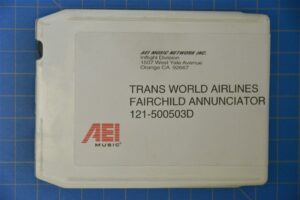 AEI MUSIC NETWORK INC.
Inflight Division
1507 West Yale Avenue
Orange CA 92667
TRANS WORLD AIRLINES
FAIRCHILD ANNUNCIATOR
121-500503D
AEI
MUSIC